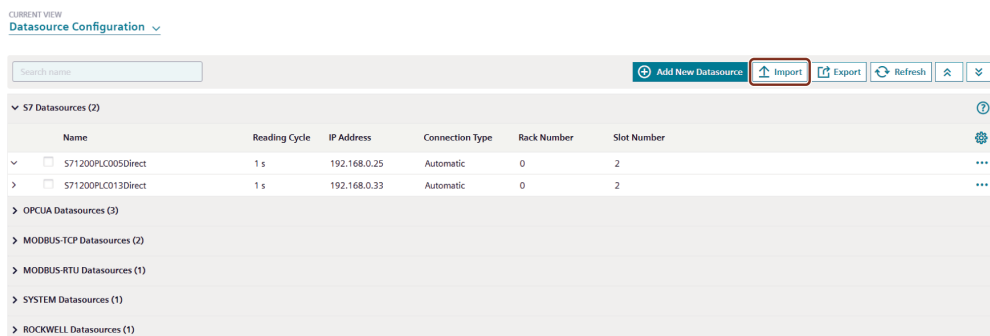 CURRENT VIEW
Datasource Configuration
Search name
Add New Datasource Import Export Refresh
S7 Datasources (2)
Name Reading Cycle IP Address Connection Type Rack Number Slot Number
S71200PLC005Direct 1 s 192.168.0.25 Automatic 0 2
S71200PLC013Direct 1 s 192.168.0.33 Automatic 0 2
OPCUA Datasources (3)
MODBUS-TCP Datasources (2)
MODBUS-RTU Datasources (1)
SYSTEM Datasources (1)
ROCKWELL Datasources (1)